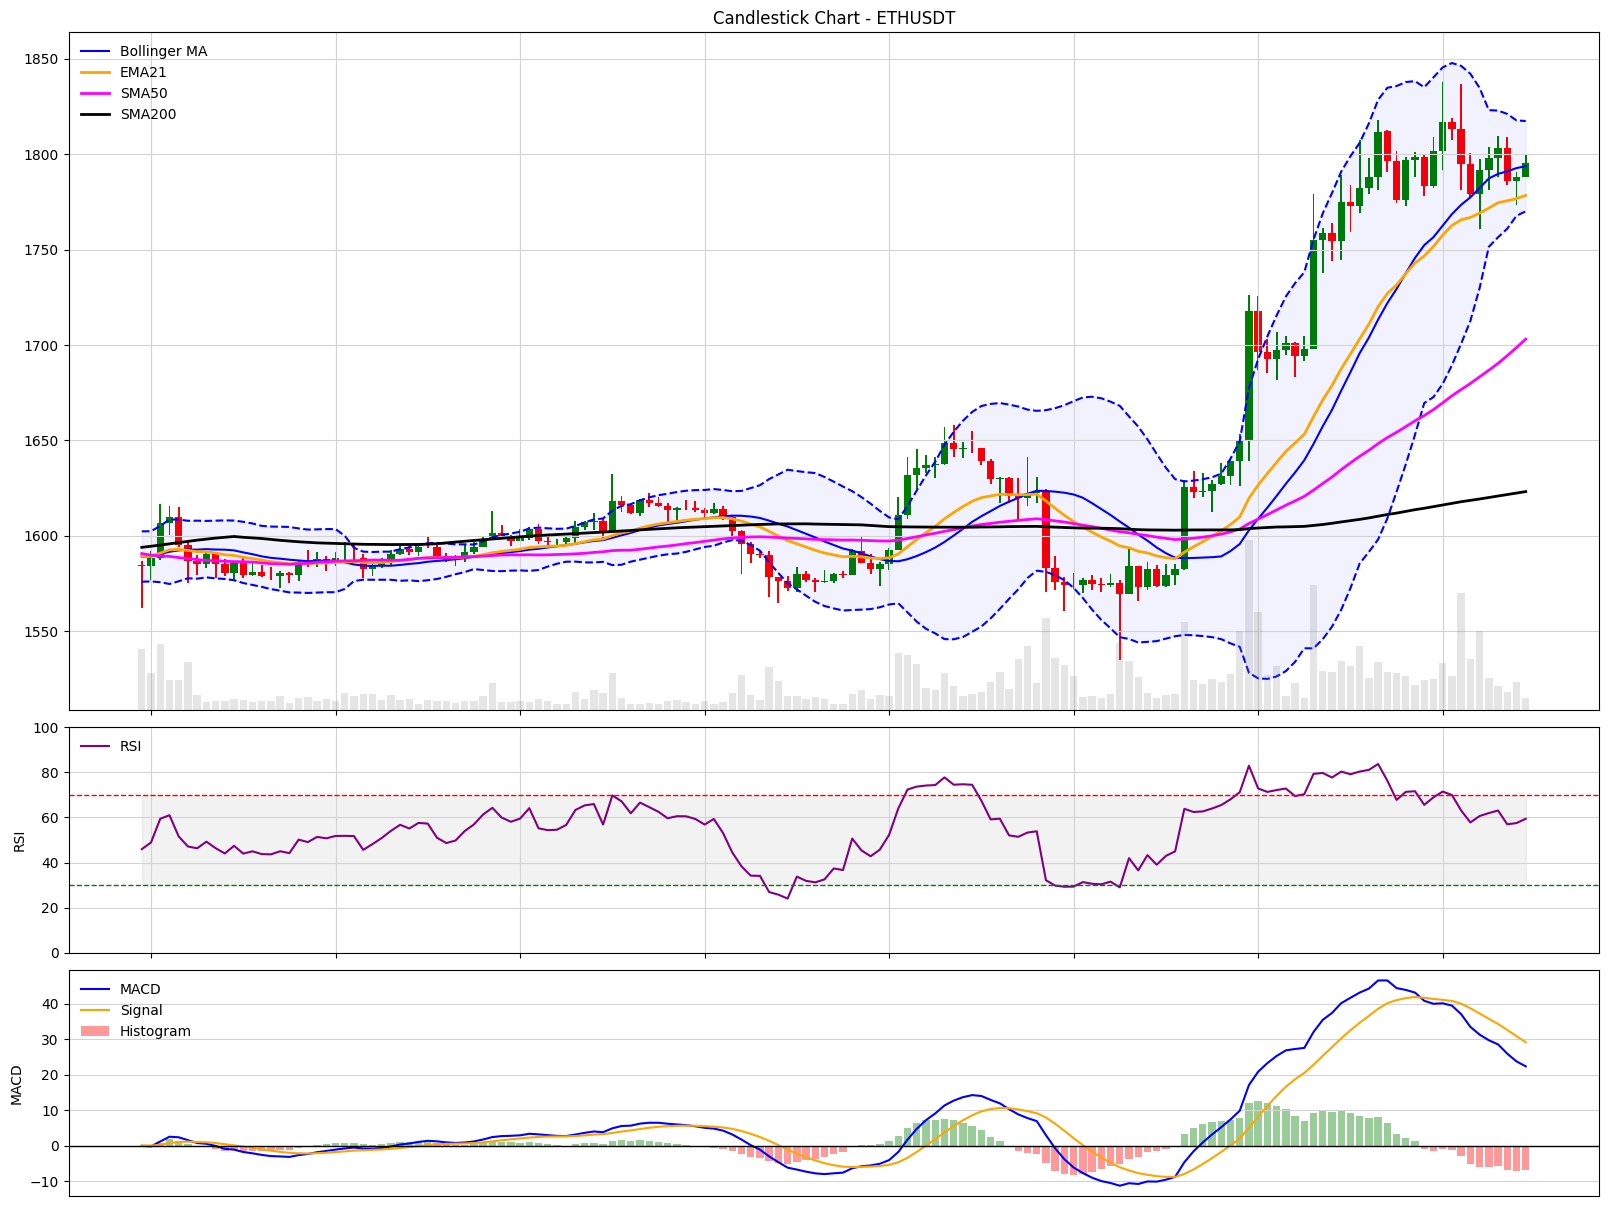 Candlestick Chart - ETHUSDT
Bollinger MA
EMA21
SMA50
SMA200
1850
1800
1750
1700
1650
1600
1550
RSI
100
80
60
40
20
0
RSI
MACD
Signal
Histogram
40
30
20
10
0
−10
MACD